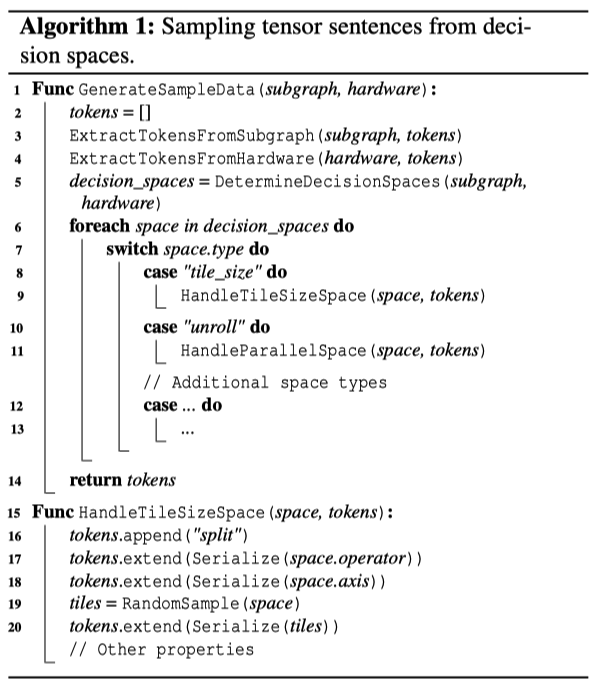 Algorithm 1: Sampling tensor sentences from deci-
sion spaces.
1 Func GenerateSampleData(subgraph, hardware):
2 tokens = []
3 ExtractTokensFromSubgraph(subgraph, tokens)
4 ExtractTokensFromHardware(hardware, tokens)
5 decision_spaces = DetermineDecisionSpaces(subgraph,
hardware)
6 foreach space in decision_spaces do
7 switch space.type do
8 case "tile_size" do
9 HandleTileSizeSpace(space, tokens)
10 case "unroll" do
11 HandleParallelSpace(space, tokens)
// Additional space types
12 case ... do
13 ...
14 return tokens
15 Func HandleTileSizeSpace(space, tokens):
16 tokens.append("split")
17 tokens.extend(Serialize(space.operator))
18 tokens.extend(Serialize(space.axis))
19 tiles = RandomSample(space)
20 tokens.extend(Serialize(tiles))
// Other properties